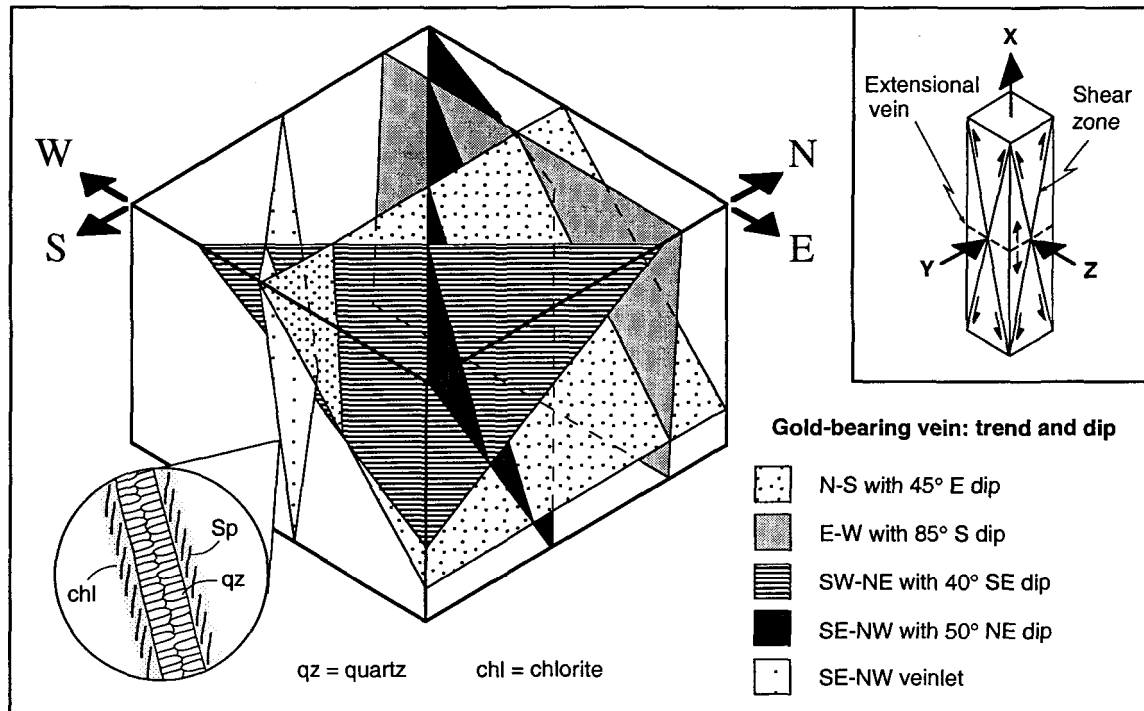 W
S
N
E
X
Extensional
vein
Shear
zone
Y
Z
Sp
chl
qz
qz = quartz
chl = chlorite
Gold-bearing vein: trend and dip
N-S with 45° E dip
E-W with 85° S dip
SW-NE with 40° SE dip
SE-NW with 50° NE dip
SE-NW veinlet